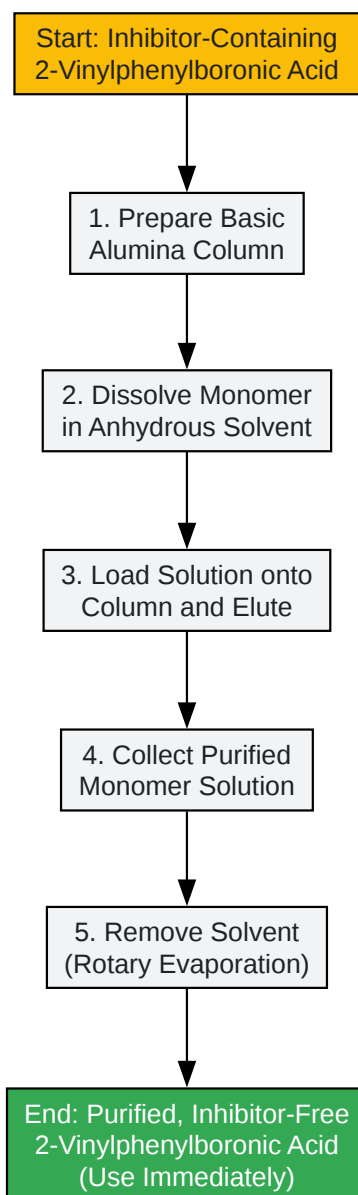 Start: Inhibitor-Containing
2-Vinylphenylboronic Acid
1. Prepare Basic
Alumina Column
2. Dissolve Monomer
in Anhydrous Solvent
3. Load Solution onto
Column and Elute
4. Collect Purified
Monomer Solution
5. Remove Solvent
(Rotary Evaporation)
End: Purified, Inhibitor-Free
2-Vinylphenylboronic Acid
(Use Immediately)